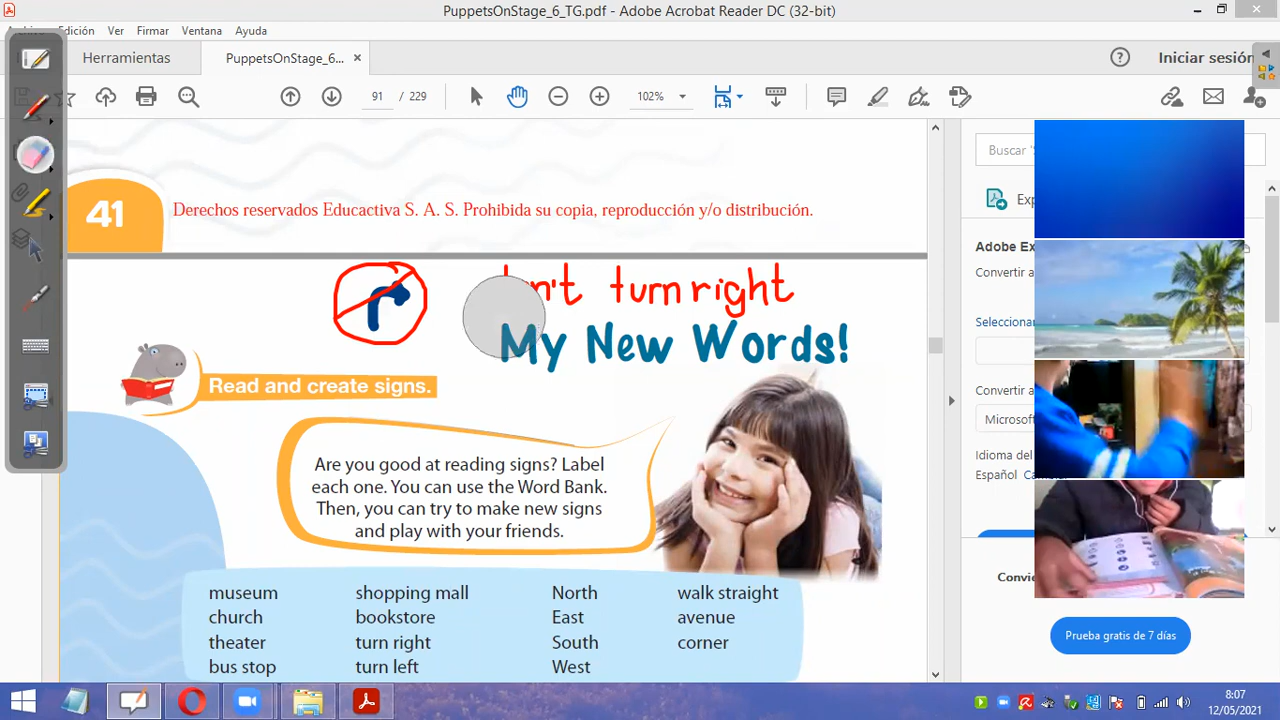 PuppetsOnStage_6_TG.pdf - Adobe Acrobat Reader DC (32-bit)
Edición Ver Firmar Ventana Ayuda
Herramientas PuppetsOnStage_6... × Iniciar sesión
91 / 229 102%
Buscar
41
Derechos reservados Educactiva S. A. S. Prohibida su copia, reproducción y/o distribución.
turn right
My New Words!
Read and create signs.
Are you good at reading signs? Label
each one. You can use the Word Bank.
Then, you can try to make new signs
and play with your friends.
museum shopping mall North walk straight
church bookstore East avenue
theater turn right South corner
bus stop turn left West
Adobe Ex
Convertir a
Convertir a
Idioma del
Español
Prueba gratis de 7 días
8:07
12/05/2021